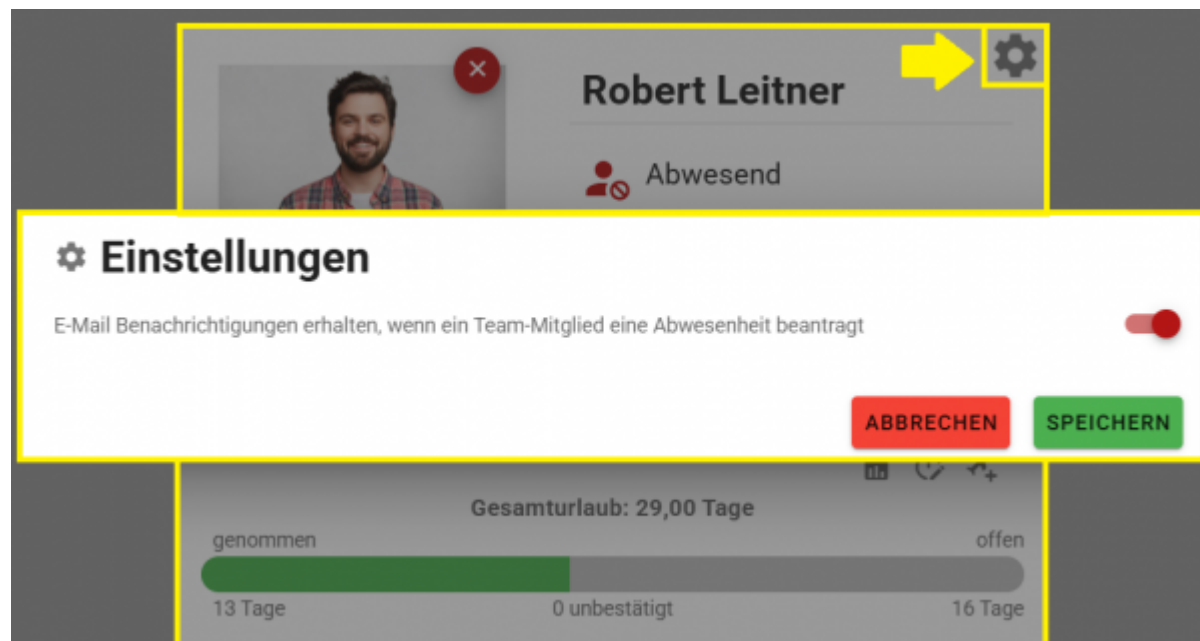 Robert Leitner
Abwesend
Einstellungen
E-Mail Benachrichtigungen erhalten, wenn ein Team-Mitglied eine Abwesenheit beantragt
ABBRECHEN SPEICHERN
Gesamturlaub: 29,00 Tage
genommen offen
13 Tage 0 unbestätigt 16 Tage